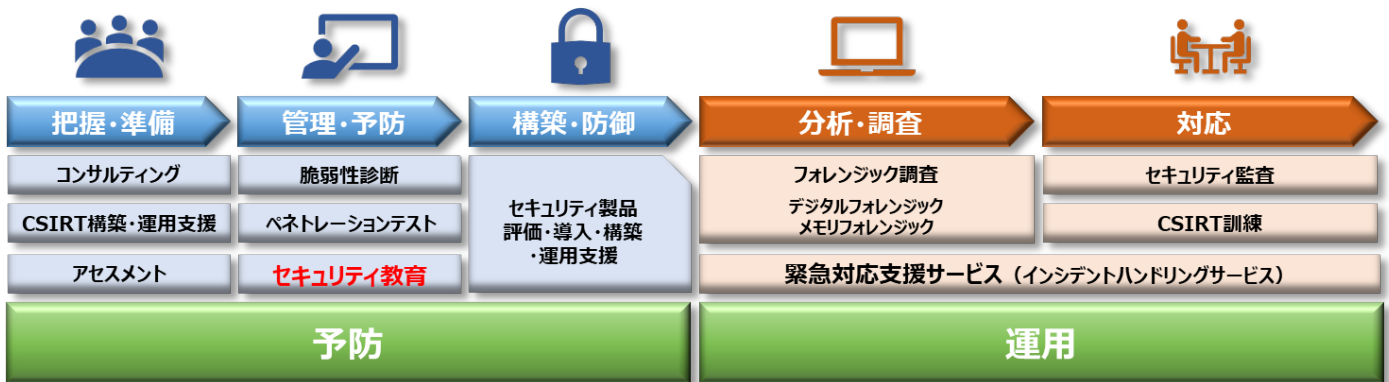 把握・準備
管理・予防
構築・防御
分析・調査
対応
コンサルティング
脆弱性診断
セキュリティ製品
評価・導入・構築
・運用支援
フォレンジック調査
デジタルフォレンジック
メモリフォレンジック
セキュリティ監査
CSIRT構築・運用支援
ペネトレーションテスト
CSIRT訓練
アセスメント
セキュリティ教育
緊急対応支援サービス（インシデントハンドリングサービス）
予防
運用